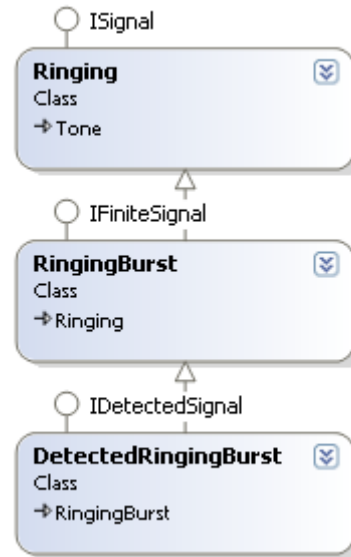 ISignal
Ringing
Class
Tone
IFiniteSignal
RingingBurst
Class
Ringing
IDetectedSignal
DetectedRingingBurst
Class
RingingBurst